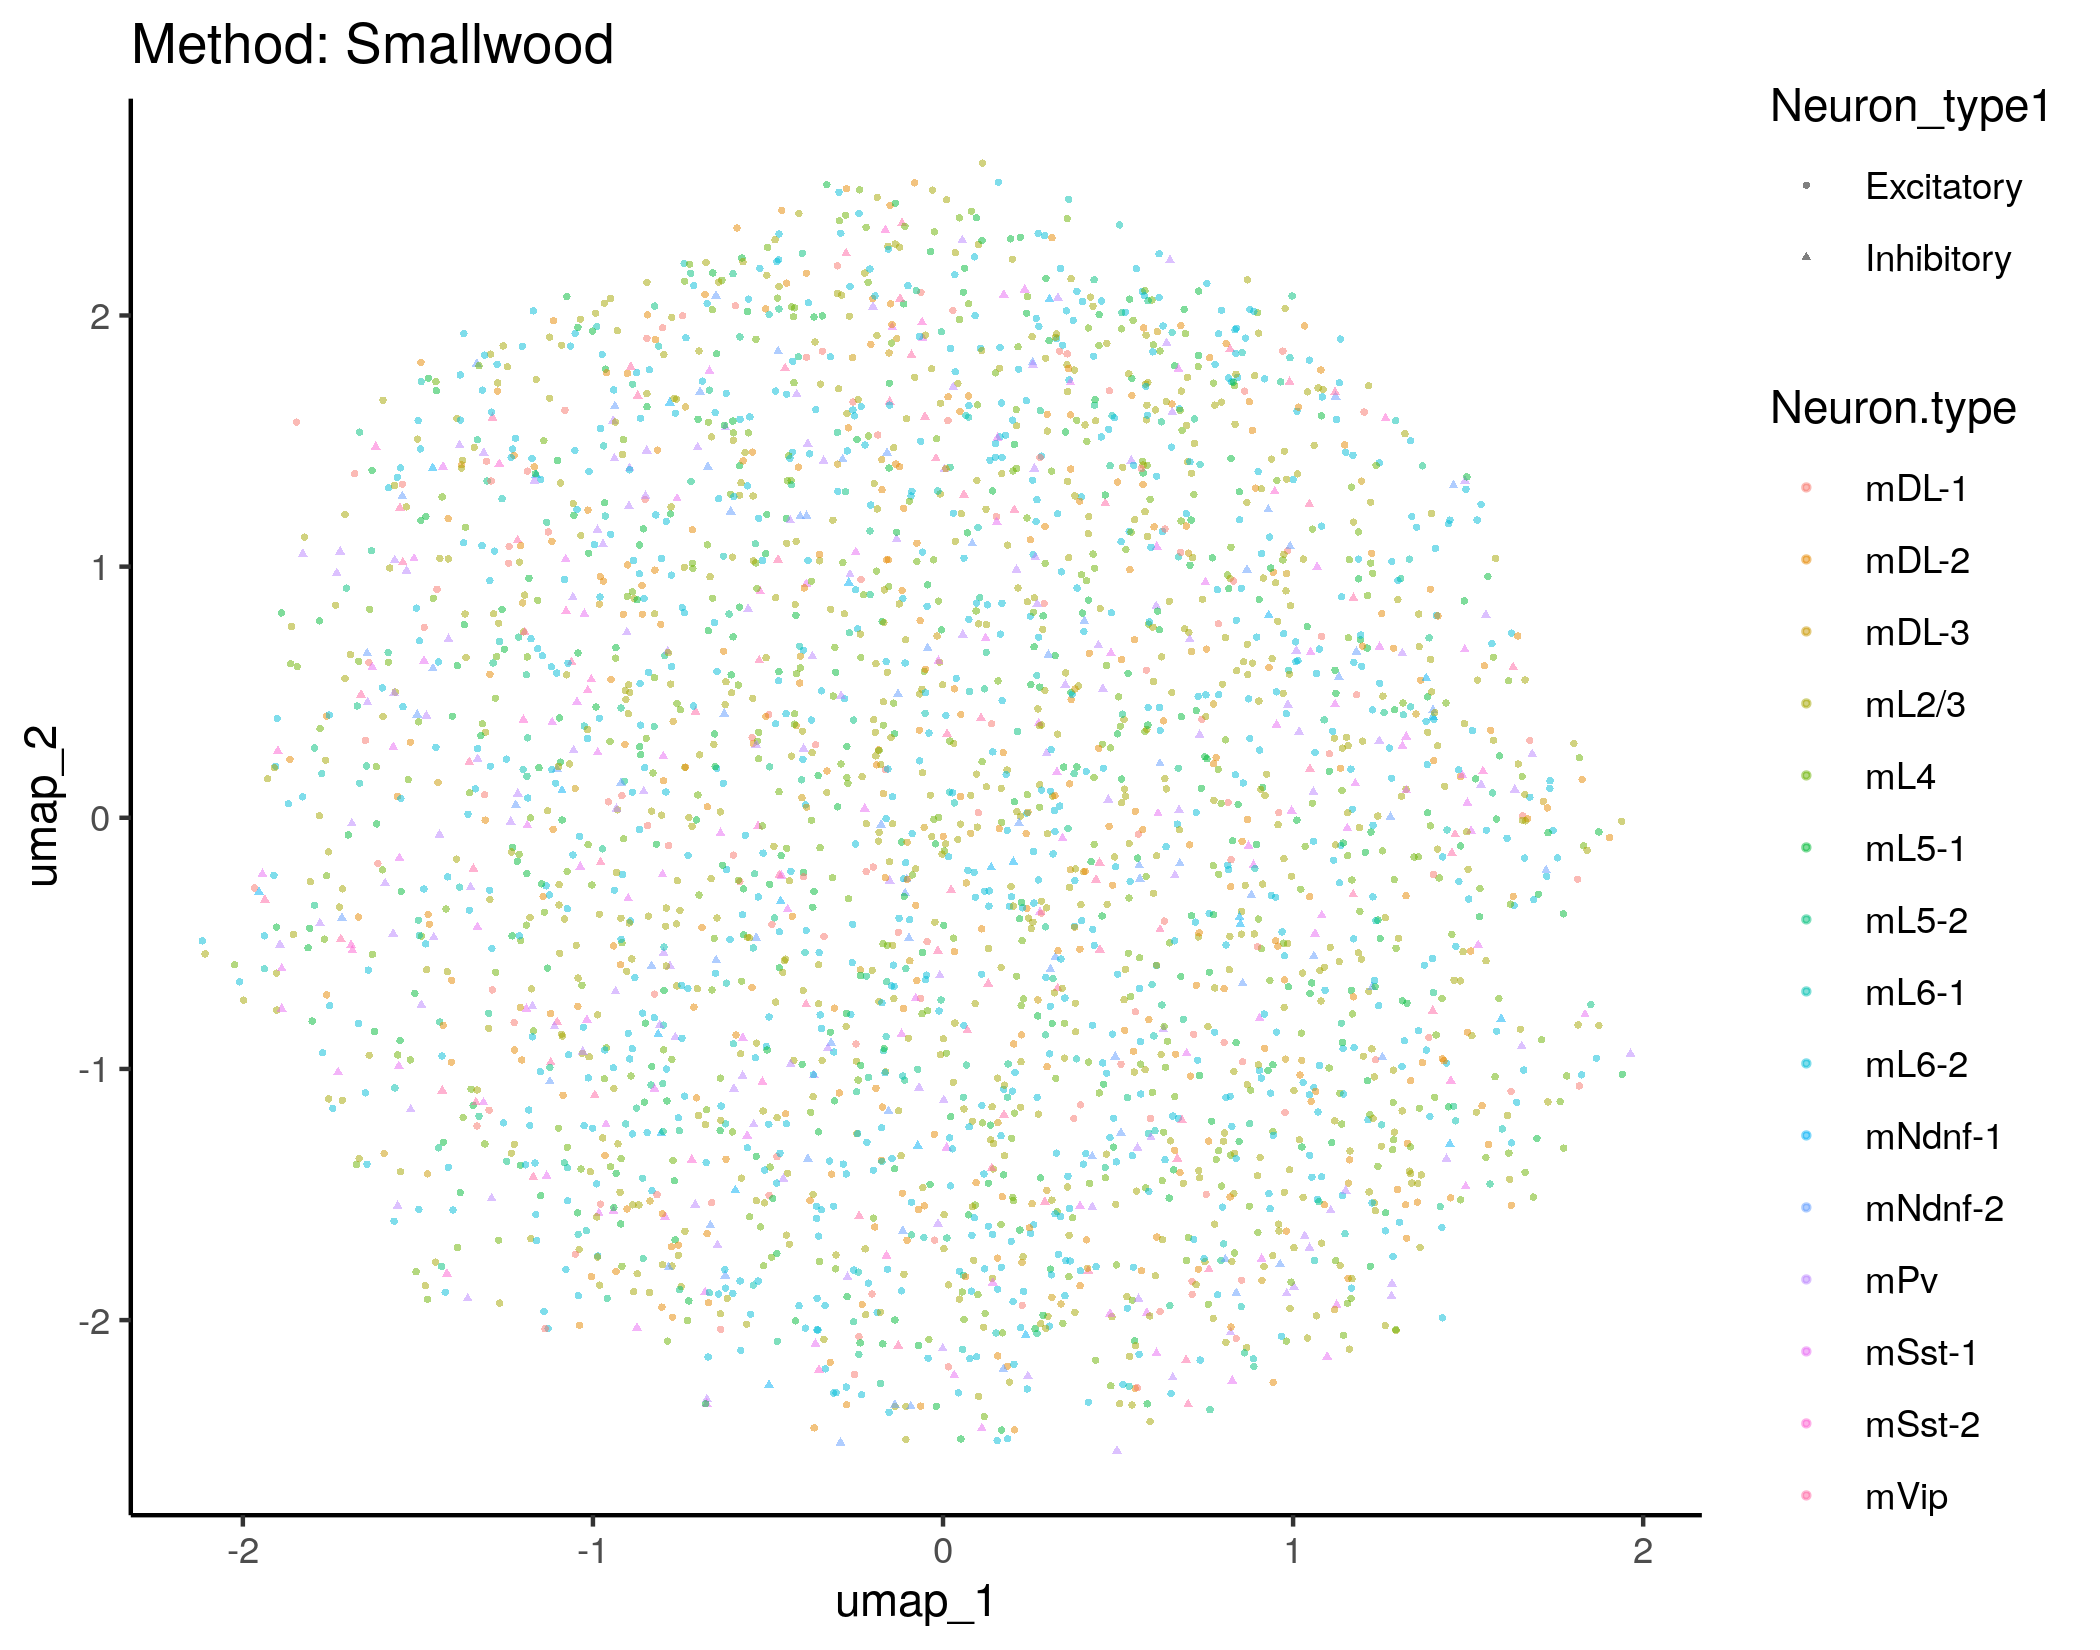 Method: Smallwood
umap_2
2
1
0
-1
-2
-2
-1
0
1
2
umap_1
Neuron_type1
Excitatory
Inhibitory
Neuron.type
mDL-1
mDL-2
mDL-3
mL2/3
mL4
mL5-1
mL5-2
mL6-1
mL6-2
mNdnf-1
mNdnf-2
mPv
mSst-1
mSst-2
mVip